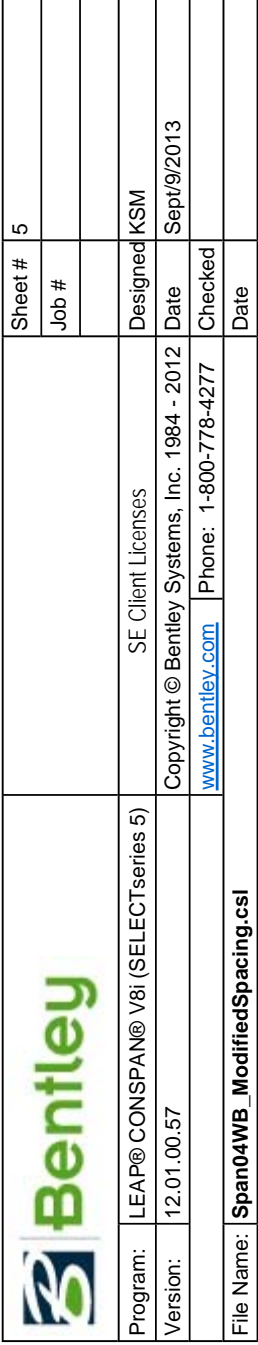 Bentley
Sheet # 5
Job #
Program: LEAP® CONSPAN® V8i (SELECTseries 5) SE Client Licenses Designed KSM
Version: 12.01.00.57 Copyright © Bentley Systems, Inc. 1984 - 2012 Date Sept/9/2013
www.bentley.com Phone: 1-800-778-4277 Checked
File Name: Span04WB_ModifiedSpacing.csl Date